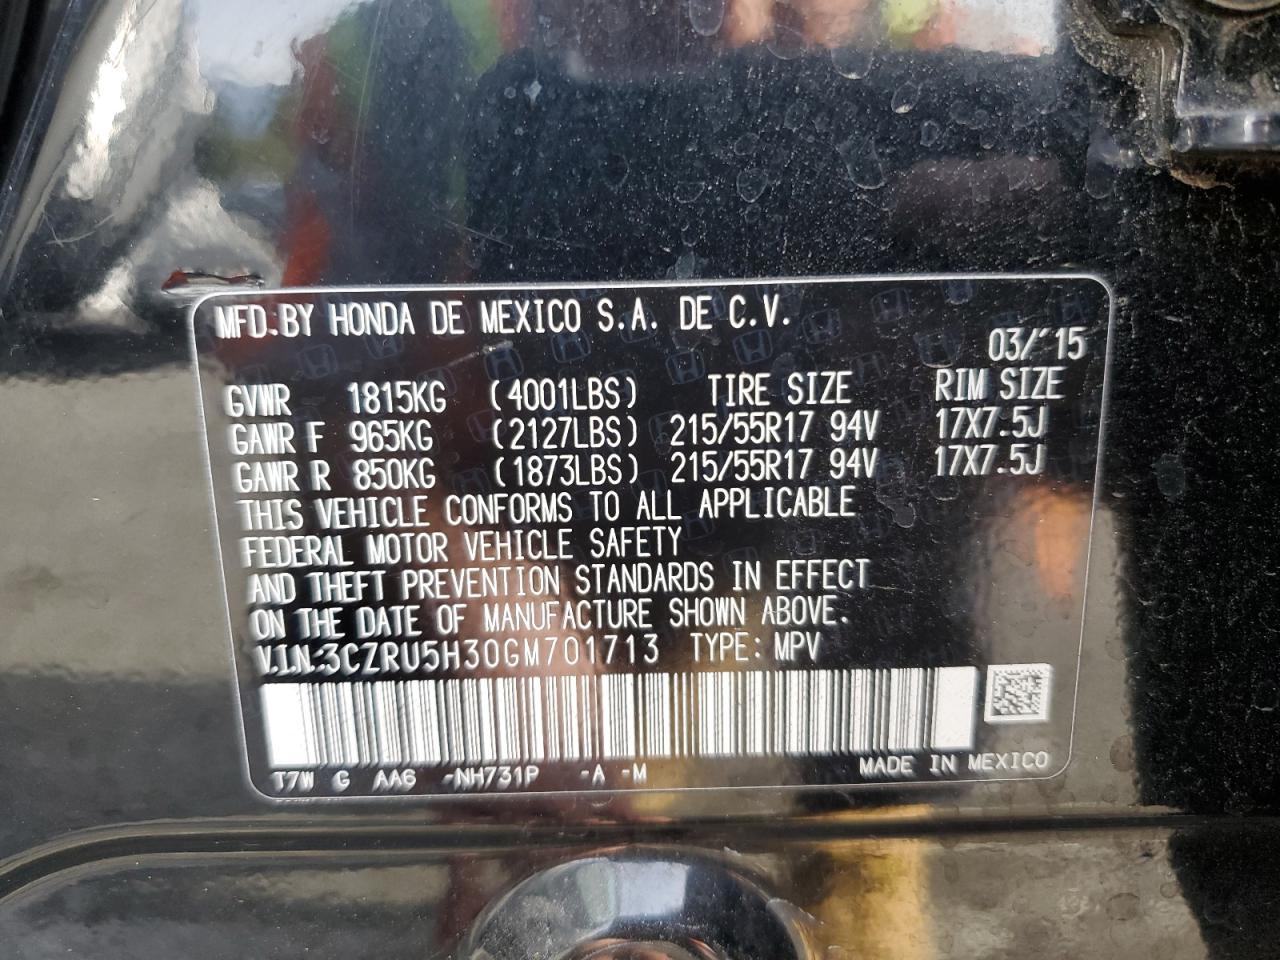 MFD.BY HONDA DE MEXICO S.A. DE C.V.
03/'15
GVWR 1815KG (4001LBS) TIRE SIZE RIM SIZE
GAWR F 965KG (2127LBS) 215/55R17 94V 17X7.5J
GAWR R 850KG (1873LBS) 215/55R17 94V 17X7.5J
THIS VEHICLE CONFORMS TO ALL APPLICABLE
FEDERAL MOTOR VEHICLE SAFETY
AND THEFT PREVENTION STANDARDS IN EFFECT
ON THE DATE OF MANUFACTURE SHOWN ABOVE.
V.I.N.:3CZRU5H30GM701713 TYPE: MPV
T7W G AA6 -NH731P -A -M MADE IN MEXICO